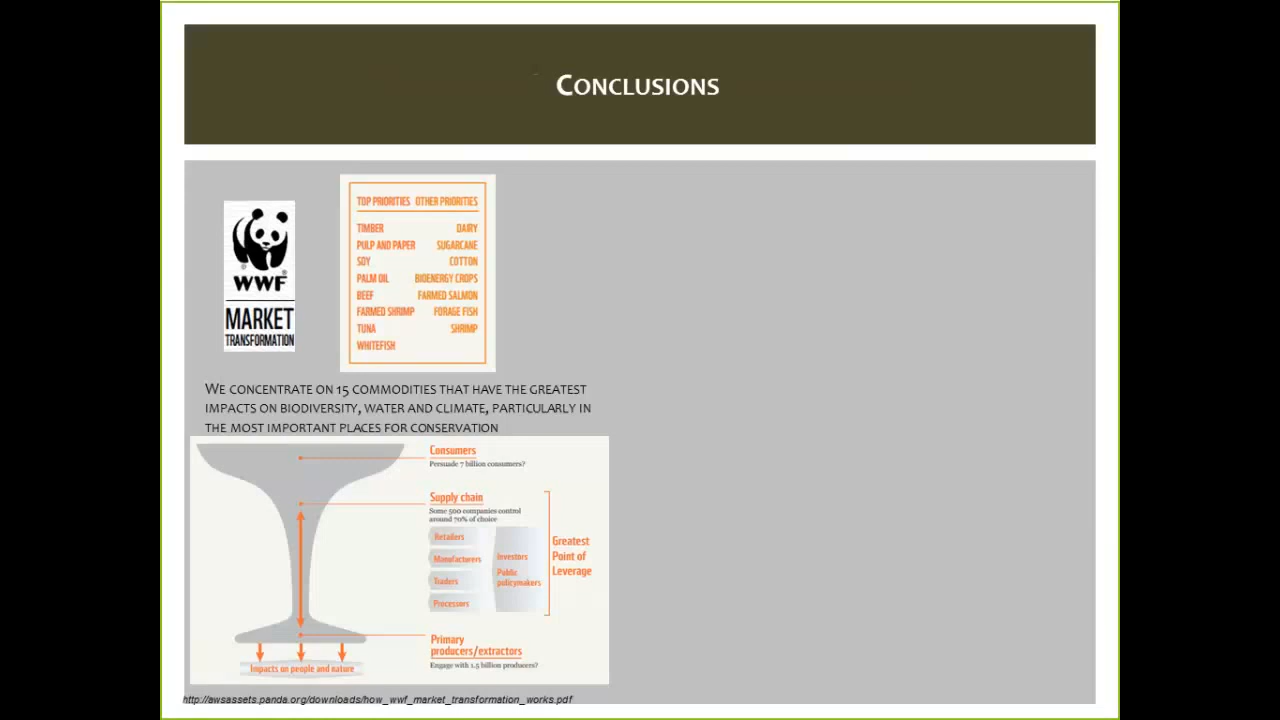 CONCLUSIONS
WWF
MARKET
TRANSFORMATION
TOP PRIORITIES OTHER PRIORITIES
TIMBER DAIRY
PULP AND PAPER SUGARCANE
SOY COTTON
PALM OIL BIOENERGY CROPS
BEEF FARMED SALMON
FARMED SHRIMP FORAGE FISH
TUNA SHRIMP
WHITEFISH
WE CONCENTRATE ON 15 COMMODITIES THAT HAVE THE GREATEST
IMPACTS ON BIODIVERSITY, WATER AND CLIMATE, PARTICULARLY IN
THE MOST IMPORTANT PLACES FOR CONSERVATION
Consumers
Persuade 7 billion consumers?
Supply chain
Some 500 companies control
around 70% of choice
Retailers
Manufacturers
Traders
Processors
Investors
Public
policymakers
Greatest
Point of
Leverage
Primary
producers/extractors
Engage with 1.5 billion producers?
Impacts on people and nature
http://awsassets.panda.org/downloads/how_wwf_market_transformation_works.pdf